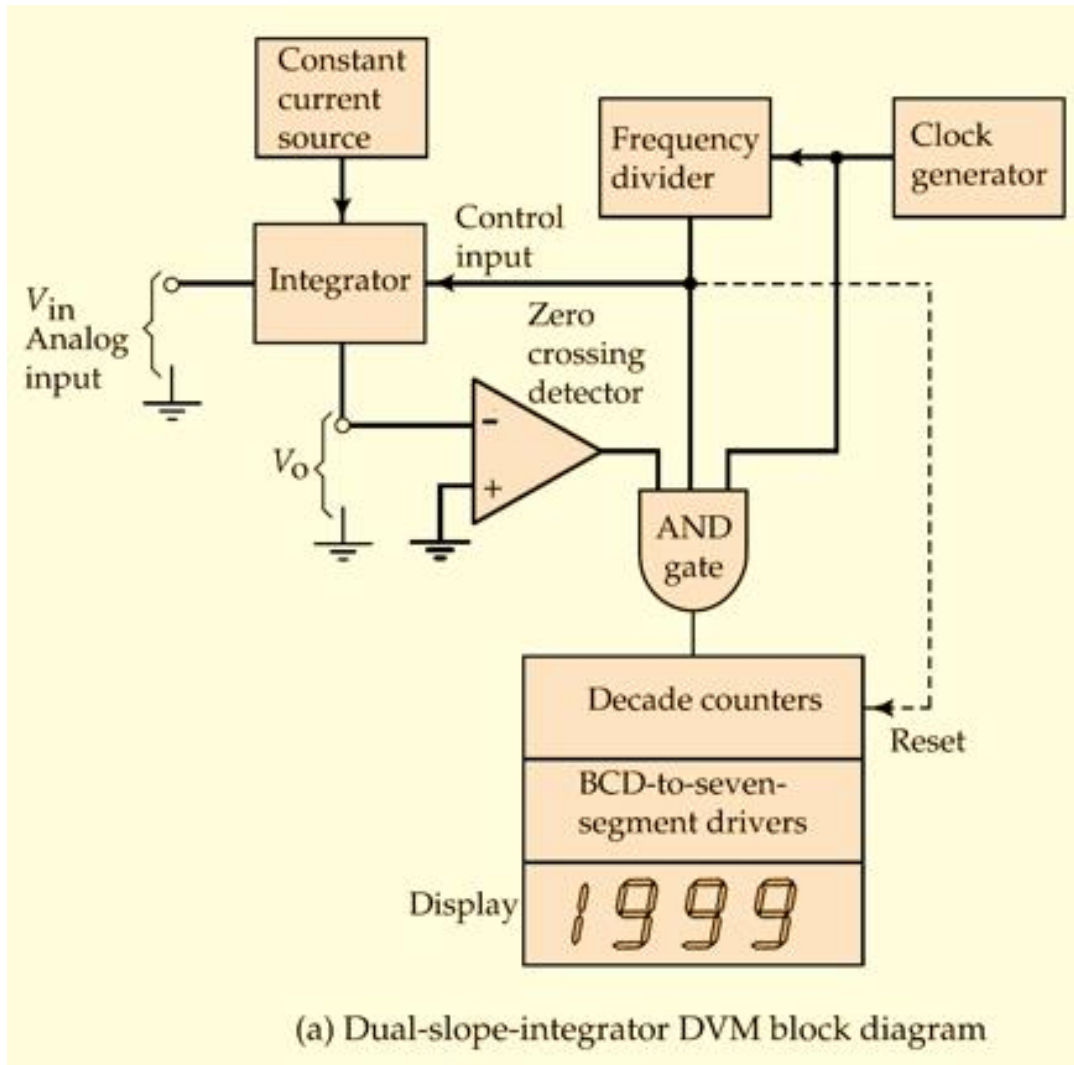 Constant
current
source
Frequency
divider
Clock
generator
Control
input
Integrator
Vin
Analog
input
Zero
crossing
detector
-
Vo
+
AND
gate
Decade counters
Reset
BCD-to-seven-
segment drivers
Display
1999
(a) Dual-slope-integrator DVM block diagram